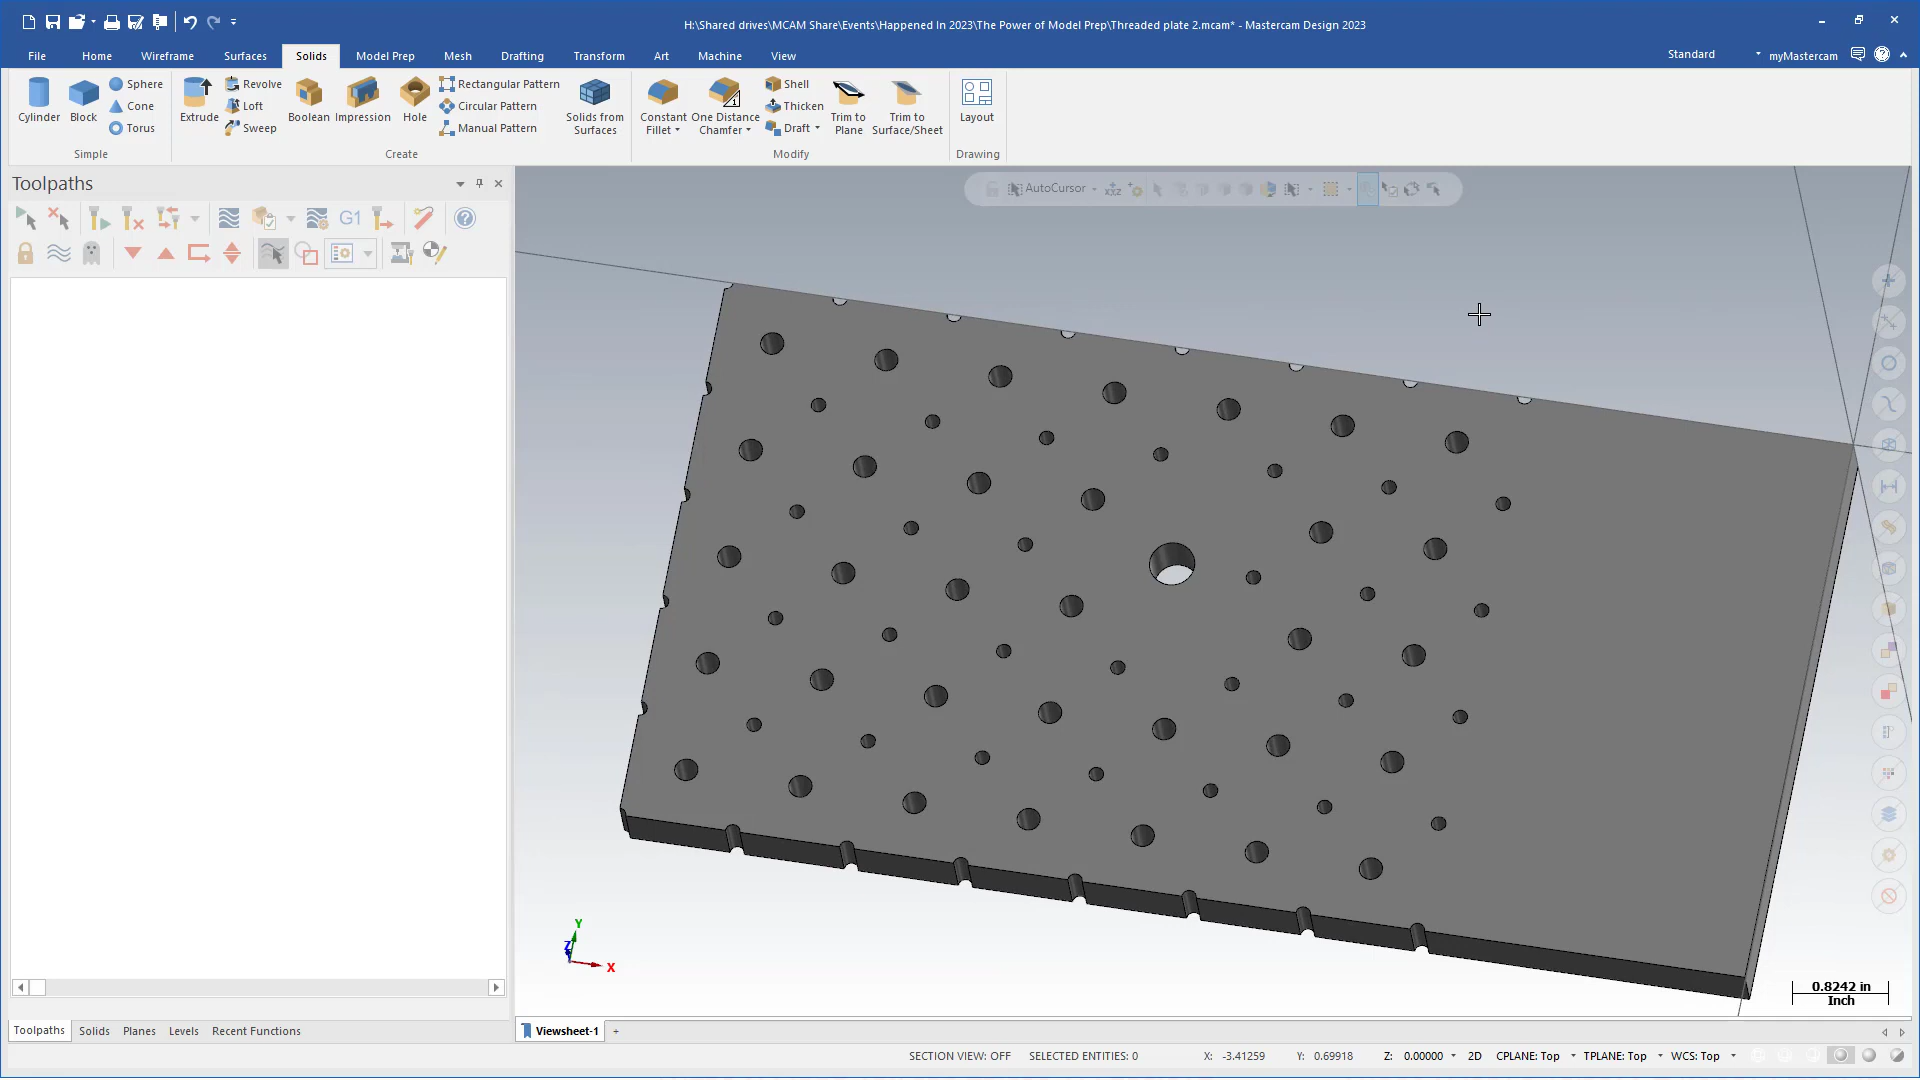 H:\Shared drives\MCAM Share\Events\Happened In 2023\The Power of Model Prep\Threaded plate 2.mcam* - Mastercam Design 2023
File Home Wireframe Surfaces Solids Model Prep Mesh Drafting Transform Art Machine View Standard myMastercam
Cylinder Block Sphere Cone Torus
Simple
Extrude Revolve Loft Sweep Boolean Impression Hole Rectangular Pattern Circular Pattern Manual Pattern Solids from Surfaces
Create
Constant Fillet One Distance Chamfer Shell Thicken Draft Trim to Plane Trim to Surface/Sheet
Modify
Layout
Drawing
Toolpaths
AutoCursor
G1
Y
Z
X
0.8242 in
Inch
Toolpaths Solids Planes Levels Recent Functions
Viewsheet-1 +
SECTION VIEW: OFF SELECTED ENTITIES: 0 X: -3.41259 Y: 0.69918 Z: 0.00000 2D CPLANE: Top TPLANE: Top WCS: Top